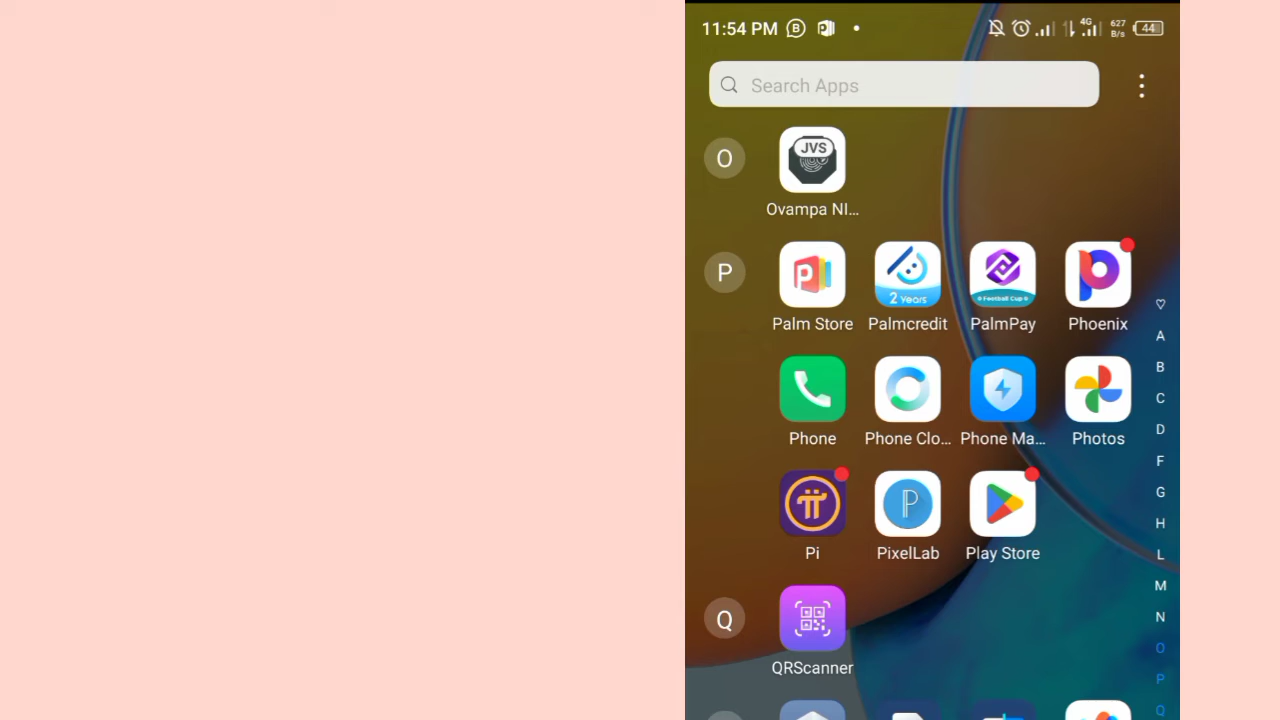 11:54 PM B 4G 627 B/s 44
Search Apps
O
JVS
Ovampa NI...
P
2 Years
Football Cup
Palm Store Palmcredit PalmPay Phoenix
Phone Phone Clo... Phone Ma... Photos
Pi PixelLab Play Store
Q
QRScanner
♡
A
B
C
D
F
G
H
L
M
N
O
P
Q